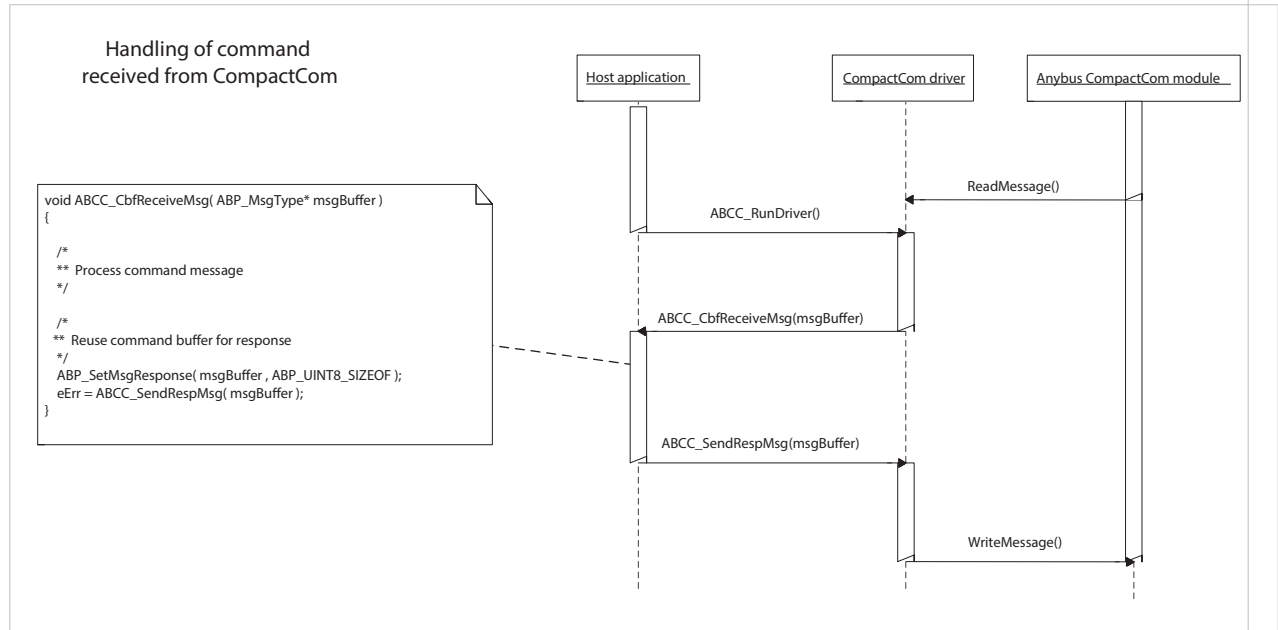 Handling of command
received from CompactCom
Host application
CompactCom driver
Anybus CompactCom module
void ABCC_CbfReceiveMsg( ABP_MsgType* msgBuffer )
{
/*
** Process command message
*/
/*
** Reuse command buffer for response
*/
ABP_SetMsgResponse( msgBuffer , ABP_UINT8_SIZEOF );
eErr = ABCC_SendRespMsg( msgBuffer );
}
ReadMessage()
ABCC_RunDriver()
ABCC_CbfReceiveMsg(msgBuffer)
ABCC_SendRespMsg(msgBuffer)
WriteMessage()